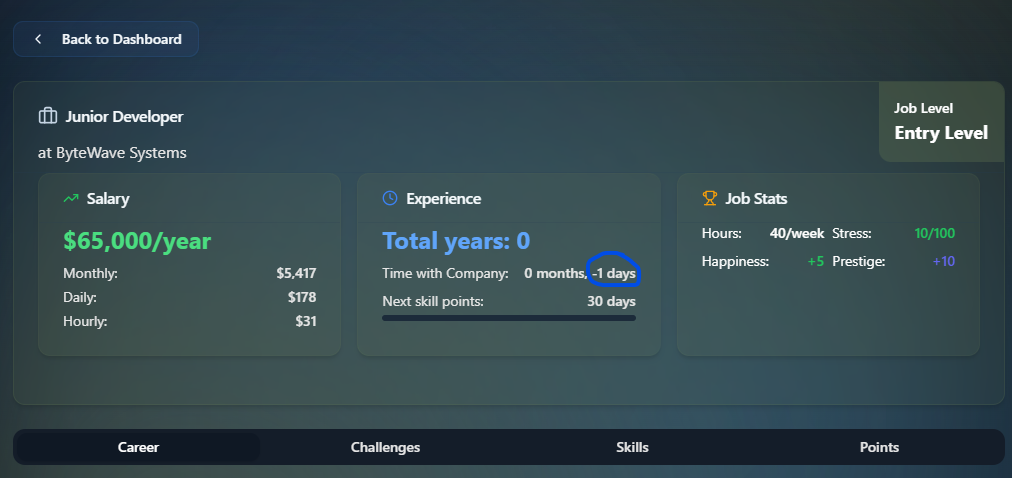 Back to Dashboard
Junior Developer
at ByteWave Systems
Job Level
Entry Level
Salary
$65,000/year
Monthly: $5,417
Daily: $178
Hourly: $31
Experience
Total years: 0
Time with Company: 0 months, -1 days
Next skill points: 30 days
Job Stats
Hours: 40/week Stress: 10/100
Happiness: +5 Prestige: +10
Career Challenges Skills Points